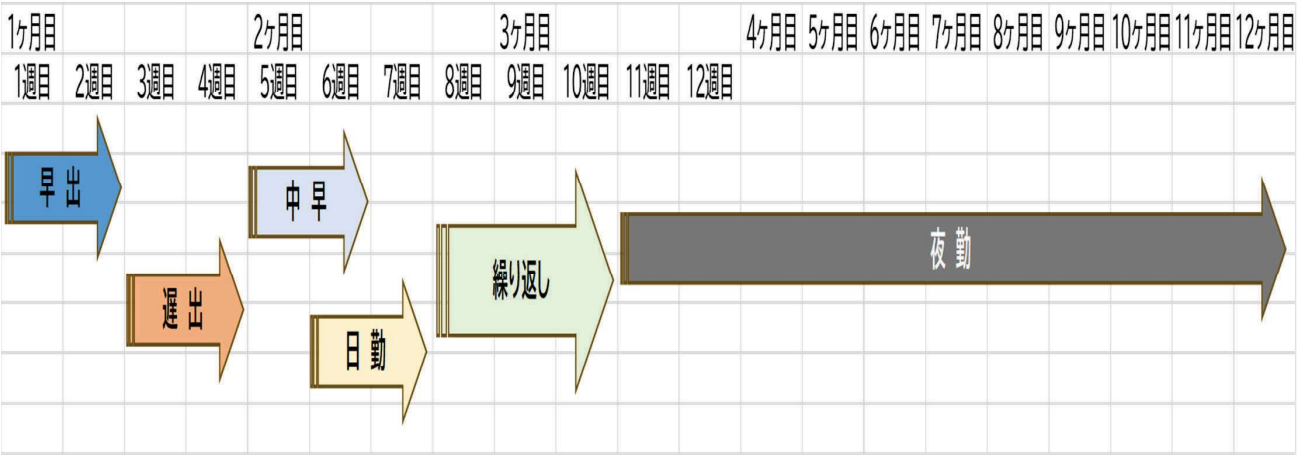 1ヶ月目 2ヶ月目 3ヶ月目 4ヶ月目 5ヶ月目 6ヶ月目 7ヶ月目 8ヶ月目 9ヶ月目 10ヶ月目 11ヶ月目 12ヶ月目
1週目 2週目 3週目 4週目 5週目 6週目 7週目 8週目 9週目 10週目 11週目 12週目
早出
中早
夜勤
繰り返し
遅出
日勤